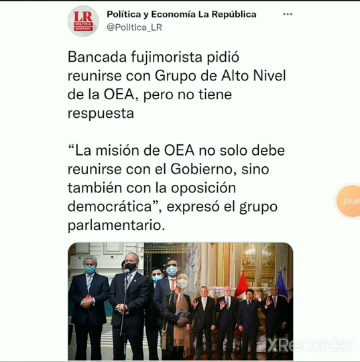 LR
Política y Economía La República
@Politica_LR
Bancada fujimorista pidió
reunirse con Grupo de Alto Nivel
de la OEA, pero no tiene
respuesta
“La misión de OEA no solo debe
reunirse con el Gobierno, sino
también con la oposición
democrática”, expresó el grupo
parlamentario.
XRecorder